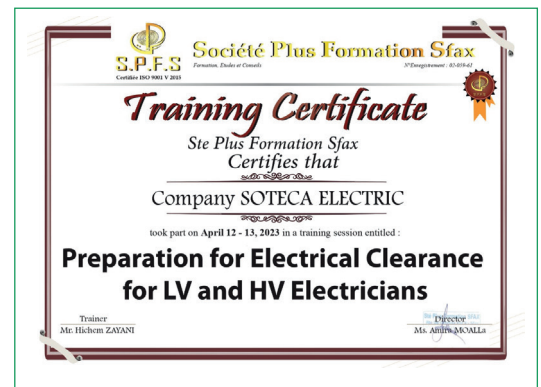 S.P.F.S
Certifiée ISO 9001 V 2015
Société Plus Formation Sfax
Formation, Etudes et Conseils
N°Enregistrement : 02-059-61
Training Certificate
Ste Plus Formation Sfax
Certifies that
Company SOTECA ELECTRIC
took part on April 12 - 13, 2023 in a training session entitled :
Preparation for Electrical Clearance
for LV and HV Electricians
Trainer
Mr. Hichem ZAYANI
Director
Ms. Amira MOALLa